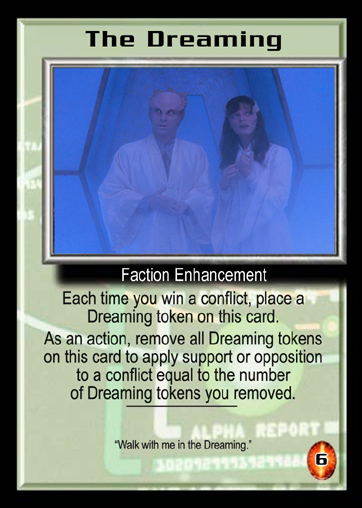 The Dreaming
Faction Enhancement
Each time you win a conflict, place a
Dreaming token on this card.
As an action, remove all Dreaming tokens
on this card to apply support or opposition
to a conflict equal to the number
of Dreaming tokens you removed.
ALPHA REPORT
"Walk with me in the Dreaming."
6